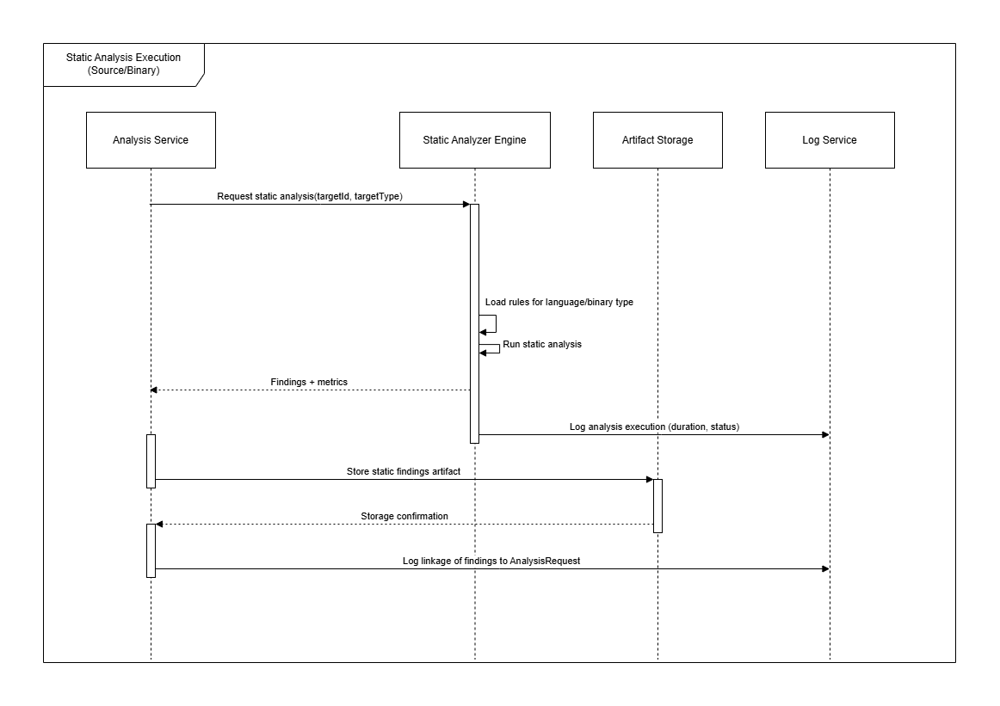 Static Analysis Execution
(Source/Binary)
Analysis Service
Static Analyzer Engine
Artifact Storage
Log Service
Request static analysis(targetId, targetType)
Load rules for language/binary type
Run static analysis
Findings + metrics
Log analysis execution (duration, status)
Store static findings artifact
Storage confirmation
Log linkage of findings to AnalysisRequest